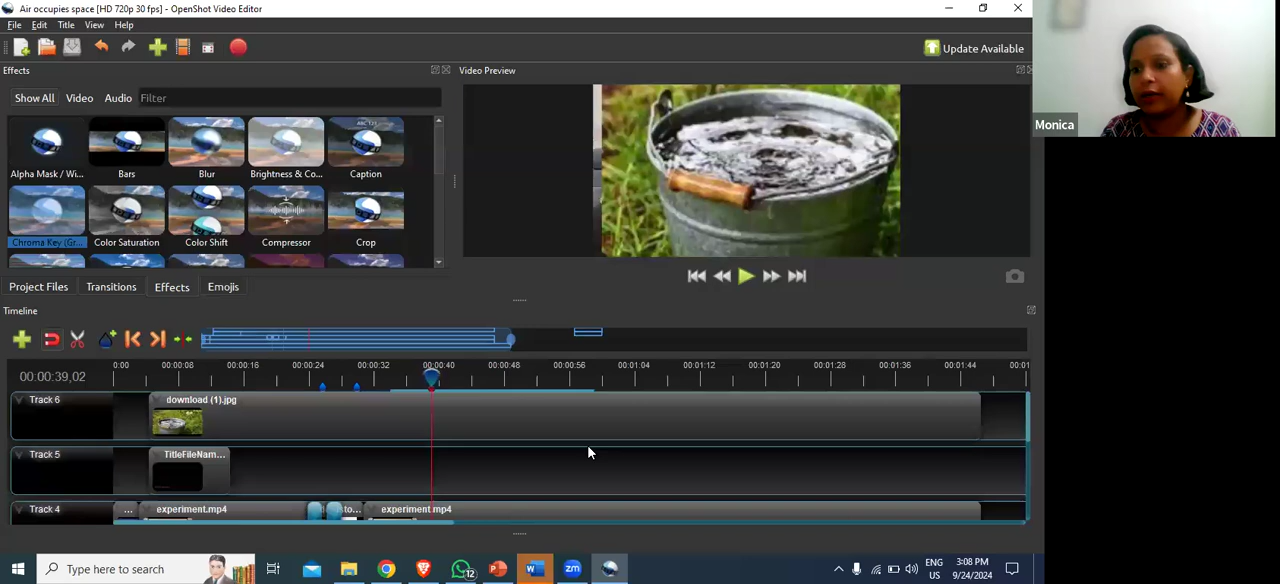 Air occupies space [HD 720p 30 fps] - OpenShot Video Editor
File Edit Title View Help
Update Available
Effects
Video Preview
Show All Video Audio Filter
Alpha Mask / Wi... Bars Blur Brightness & Co... Caption
Chroma Key (Gr... Color Saturation Color Shift Compressor Crop
Project Files Transitions Effects Emojis
Timeline
00:00:39,02
0:00 00:00:08 00:00:16 00:00:24 00:00:32 00:00:40 00:00:48 00:00:56 00:01:04 00:01:12 00:01:20 00:01:28 00:01:36 00:01:44 00:01
Track 6 download (1).jpg
Track 5 TitleFileNam...
Track 4 ... experiment.mp4 to... experiment.mp4
Type here to search
12
ENG
US
3:08 PM
9/24/2024
Monica